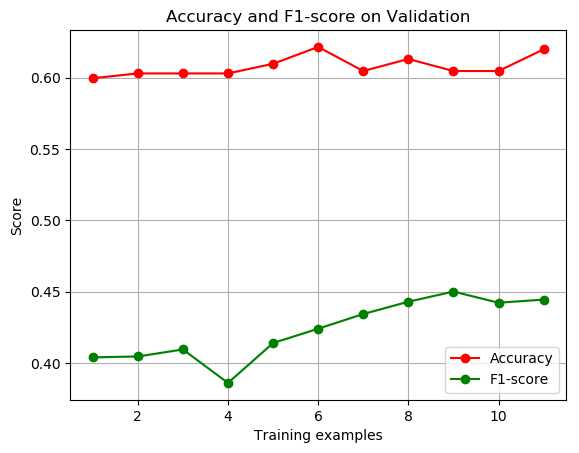 Accuracy and F1-score on Validation
0.60
0.55
0.50
0.45
0.40
Score
2 4 6 8 10
Training examples
Accuracy
F1-score